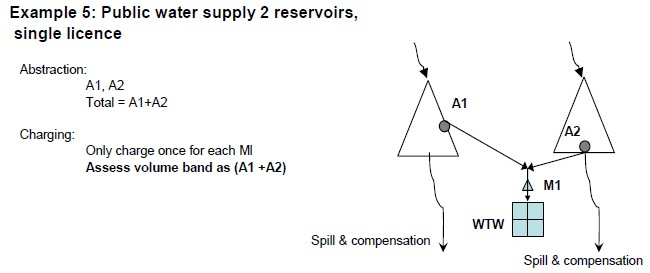 Example 5: Public water supply 2 reservoirs,
single licence
Abstraction:
A1, A2
Total = A1+A2
Charging:
Only charge once for each Ml
Assess volume band as (A1 +A2)
A1
A2
M1
WTW
Spill & compensation
Spill & compensation